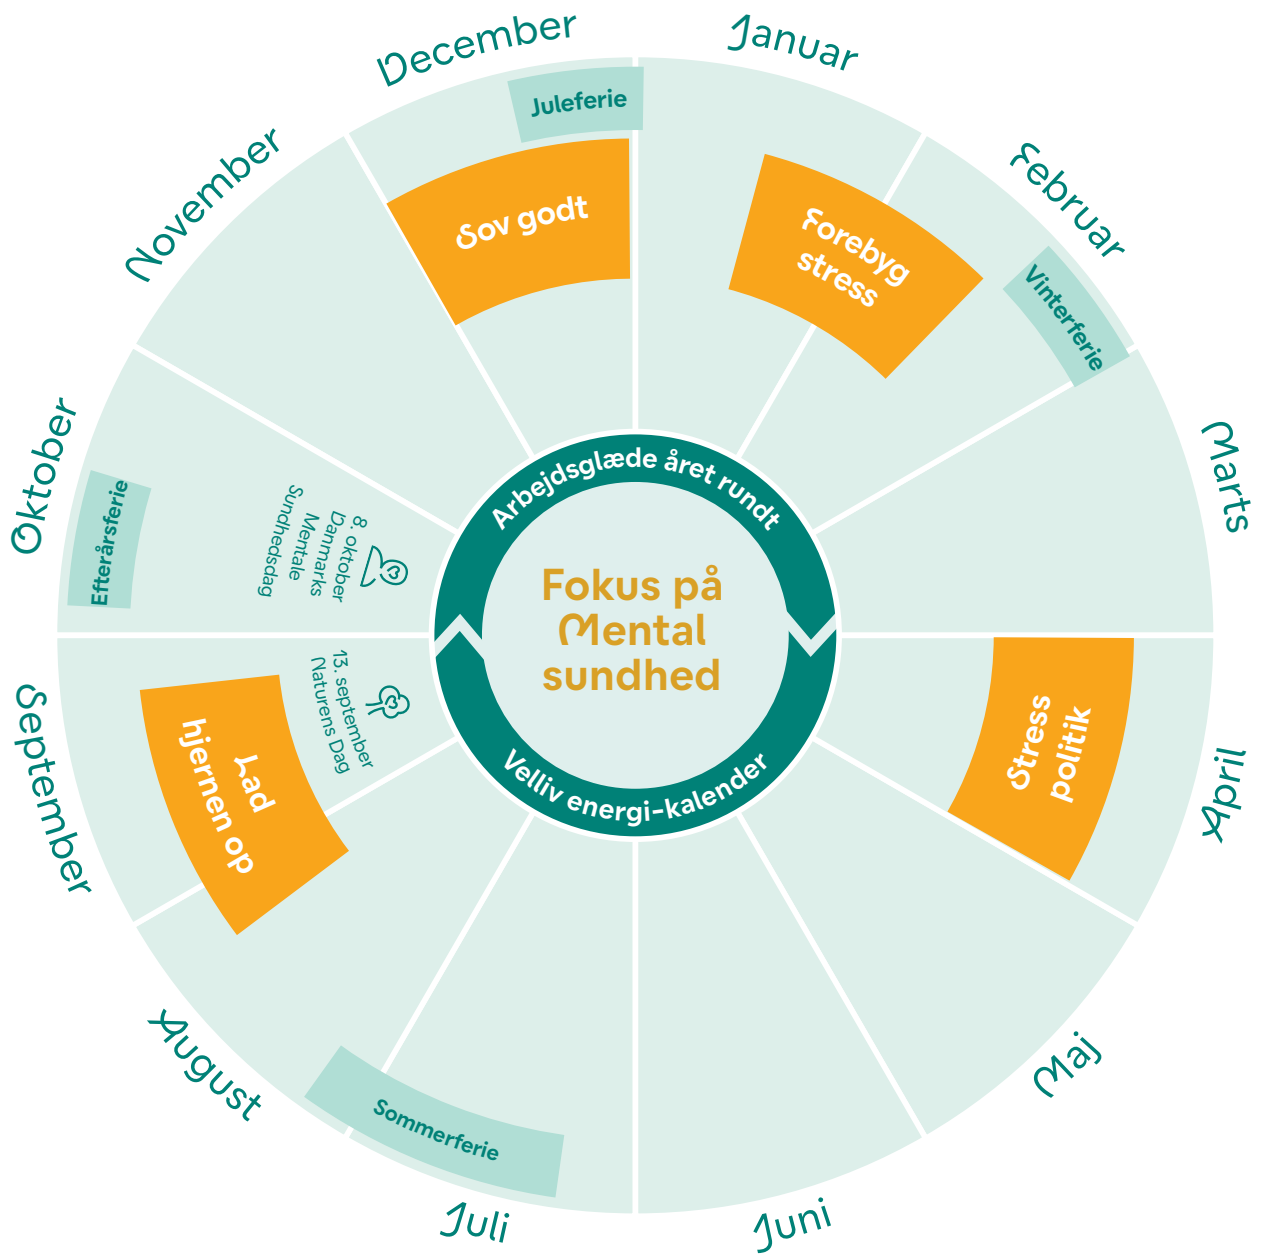 Januar
Februar
Marts
April
Maj
Juni
Juli
August
September
Oktober
November
December
Juleferie
Sov godt
Forebyg
stress
Vinterferie
Stress
politik
Sommerferie
Lad
hjernen op
13. september
Naturens Dag
Efterårsferie
8. oktober
Danmarks
Mentale
Sundhedsdag
Arbejdsglæde året rundt
Fokus på
Mental
sundhed
Velliv energi-kalender